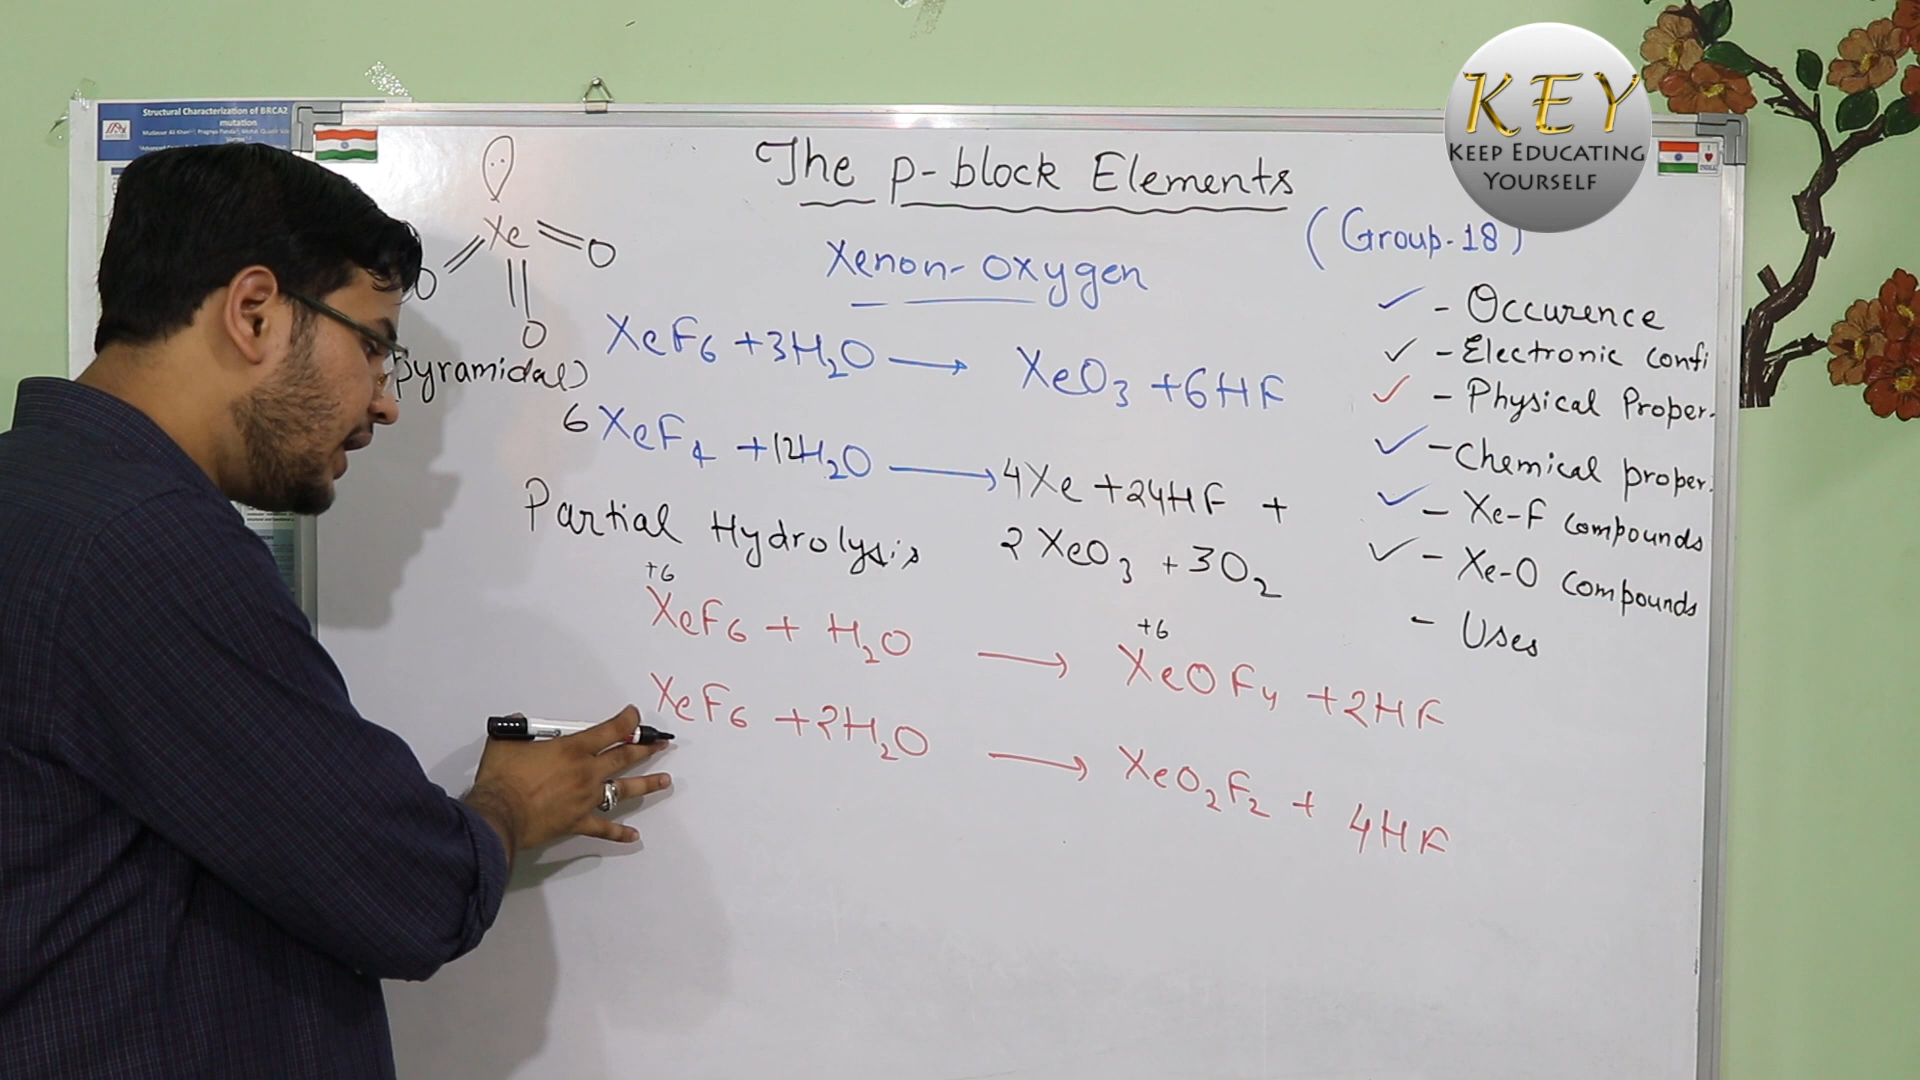 Structural Characterization of BRCA2
mutation
KEY
KEEP EDUCATING
YOURSELF
The p-block Elements
(Group-18)
Xenon-oxygen
Xe
O
O
O
pyramidal)
XeF6 + 3H2O → XeO3 + 6HF
6XeF4 + 12H2O → 4Xe + 24HF +
2XeO3 + 3O2
Partial Hydrolysis
+6
+6
XeF6 + H2O → XeOF4 + 2HF
XeF6 + 2H2O → XeO2F2 + 4HF
✓ - Occurence
✓ - Electronic confi
✓ - Physical Proper.
✓ - Chemical proper.
✓ - Xe-F compounds
✓ - Xe-O compounds
- Uses